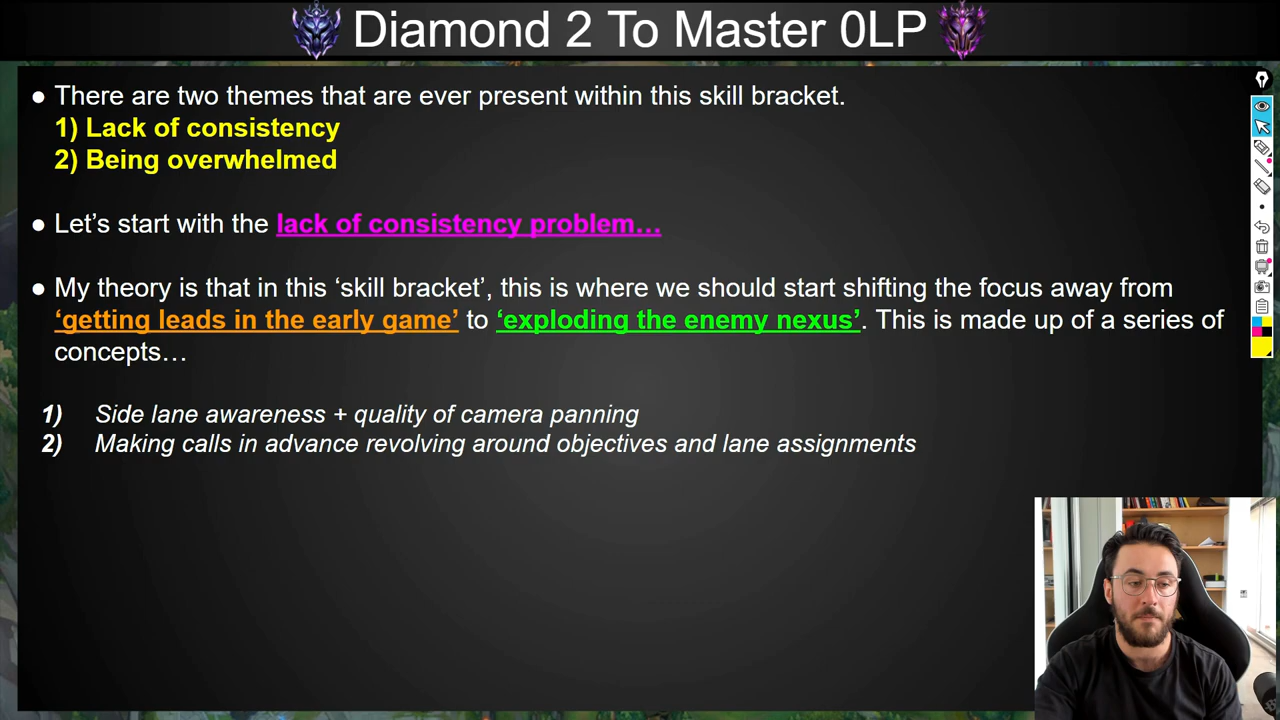 Diamond 2 To Master 0LP
● There are two themes that are ever present within this skill bracket.
1) Lack of consistency
2) Being overwhelmed
● Let’s start with the lack of consistency problem…
● My theory is that in this ‘skill bracket’, this is where we should start shifting the focus away from
‘getting leads in the early game’ to ‘exploding the enemy nexus’. This is made up of a series of
concepts…
1) Side lane awareness + quality of camera panning
2) Making calls in advance revolving around objectives and lane assignments